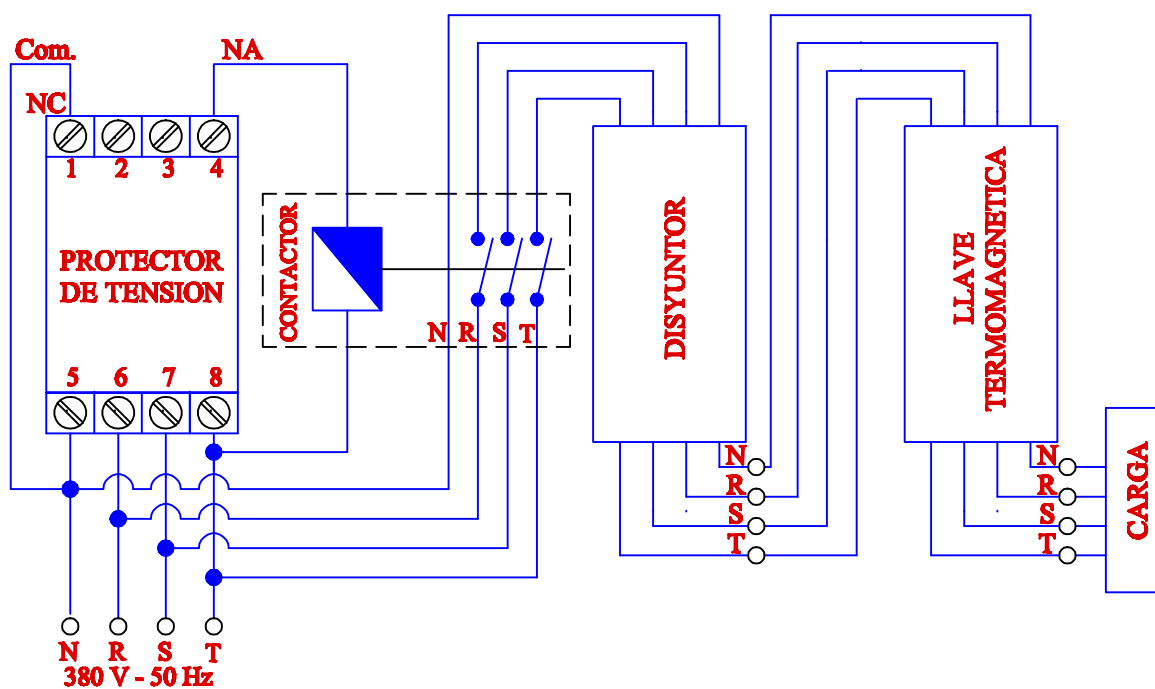 Com.
NA
NC
1 2 3 4
PROTECTOR
DE TENSION
5 6 7 8
CONTACTOR
N R S T
DISYUNTOR
N
R
S
T
LLAVE
TERMOMAGNETICA
N
R
S
T
CARGA
N R S T
380 V - 50 Hz